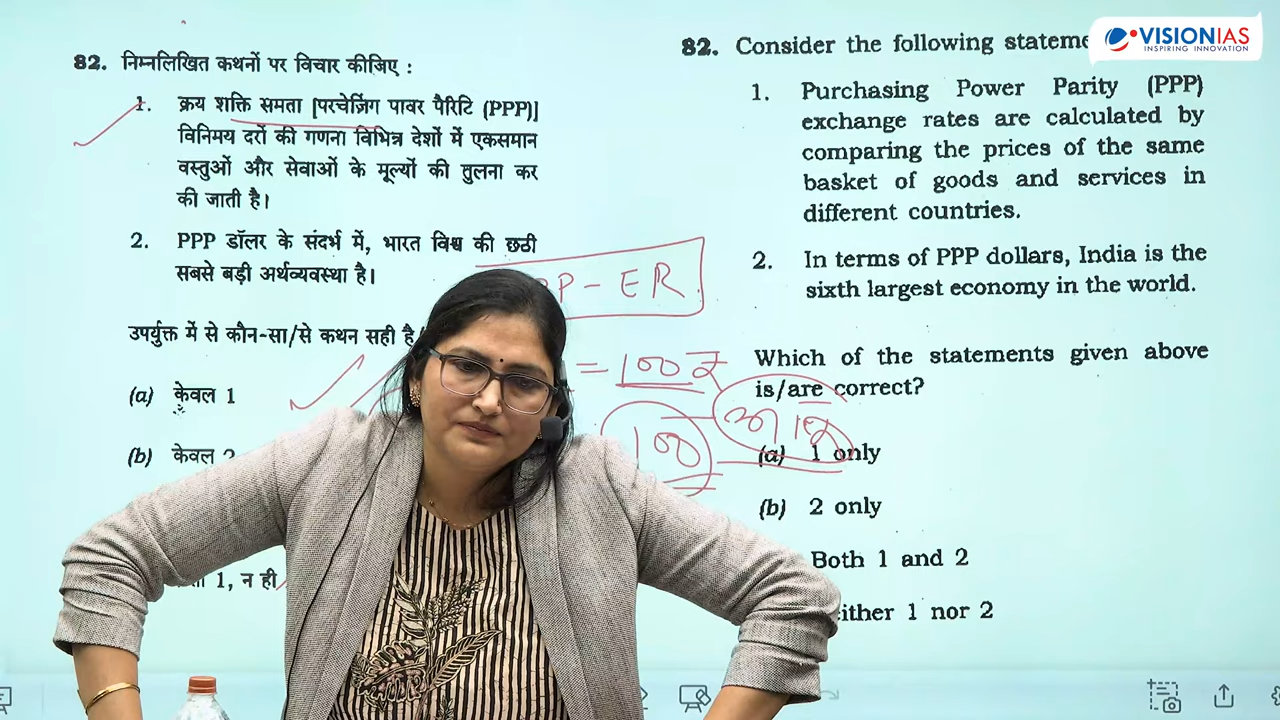 VISIONIAS
INSPIRING INNOVATION
82. निम्नलिखित कथनों पर विचार कीजिए :
1. क्रय शक्ति समता [परचेज़िंग पावर पैरिटि (PPP)]
विनिमय दरों की गणना विभिन्न देशों में एकसमान
वस्तुओं और सेवाओं के मूल्यों की तुलना कर
की जाती है।
2. PPP डॉलर के संदर्भ में, भारत विश्व की छठी
सबसे बड़ी अर्थव्यवस्था है।
उपर्युक्त में से कौन-सा/से कथन सही है/
(a) केवल 1
(b) केवल 2
1, न ही
P - ER
= 100 ₹
100
82. Consider the following
1. Purchasing Power Parity (PPP)
exchange rates are calculated by
comparing the prices of the same
basket of goods and services in
different countries.
2. In terms of PPP dollars, India is the
sixth largest economy in the world.
Which of the statements given above
is/are correct?
(a) 1 only
(b) 2 only
Both 1 and 2
either 1 nor 2